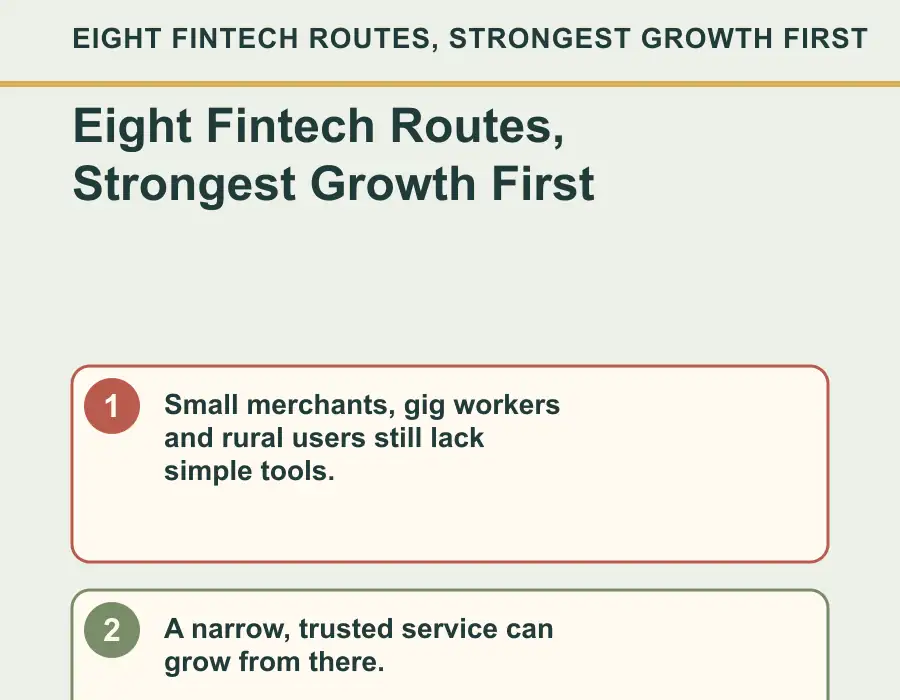 EIGHT FINTECH ROUTES, STRONGEST GROWTH FIRST
Eight Fintech Routes,
Strongest Growth First
1
Small merchants, gig workers
and rural users still lack
simple tools.
2
A narrow, trusted service can
grow from there.